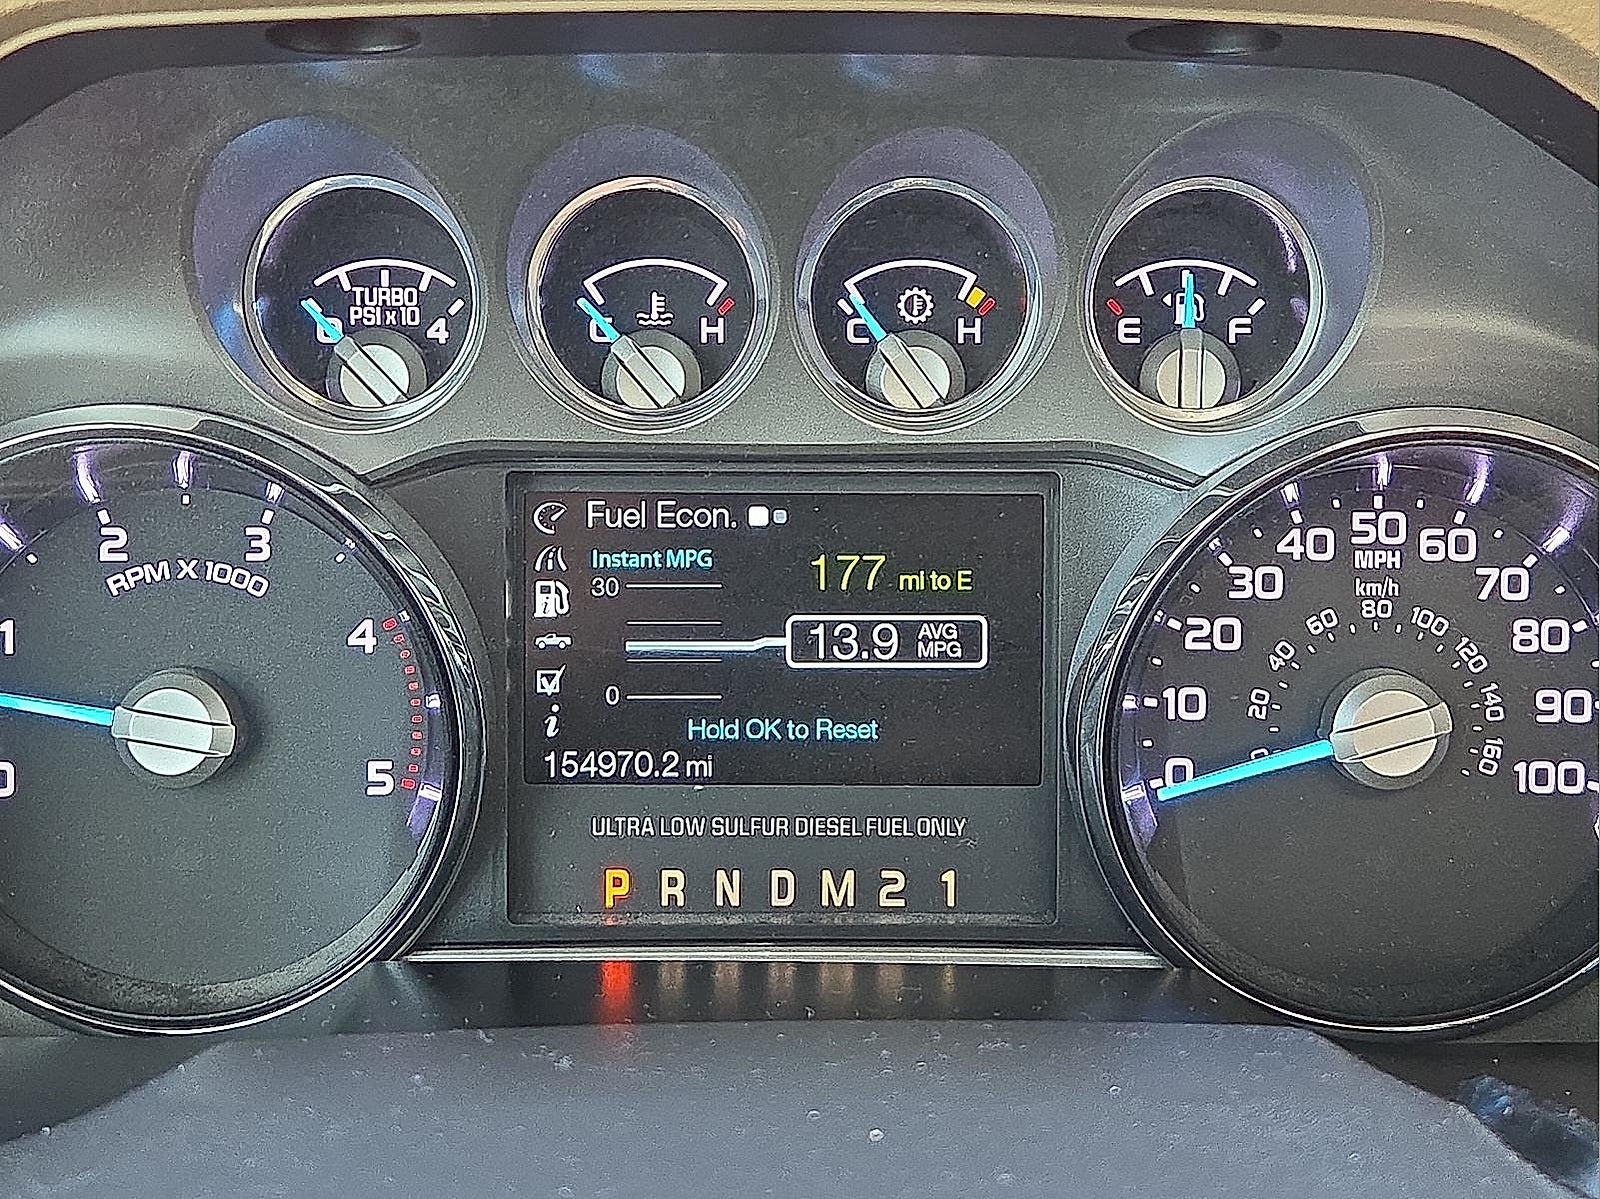 TURBO
PSI x 10
0 4
C H
C H
E F
1 2 3 4 5
RPM X 1000
0
Fuel Econ.
Instant MPG
30
177 mi to E
13.9 AVG MPG
0
i
Hold OK to Reset
154970.2 mi
ULTRA LOW SULFUR DIESEL FUEL ONLY
P R N D M 2 1
0 10 20 30 40 50 60 70 80 90 100
MPH
km/h
0 20 40 60 80 100 120 140 160